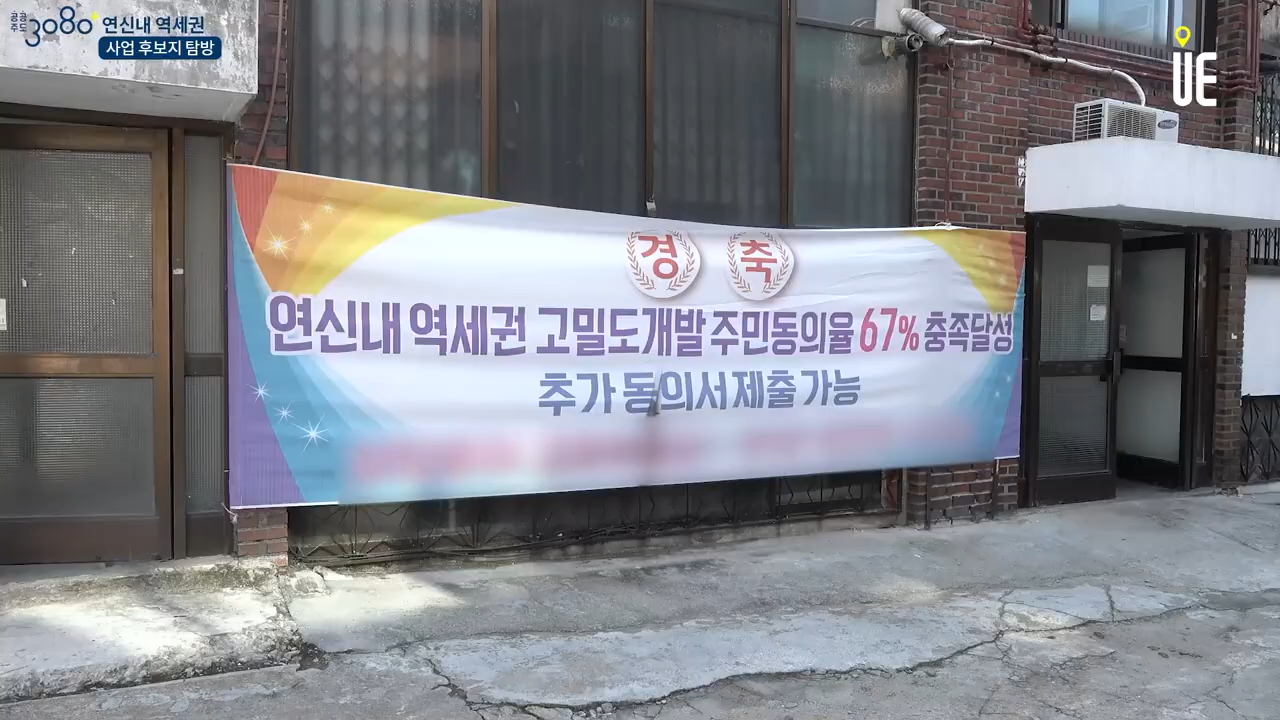 공공주도 3080+ 연신내 역세권
사업 후보지 탐방
UE
경 축
연신내 역세권 고밀도개발 주민동의율 67% 충족달성
추가 동의서 제출 가능